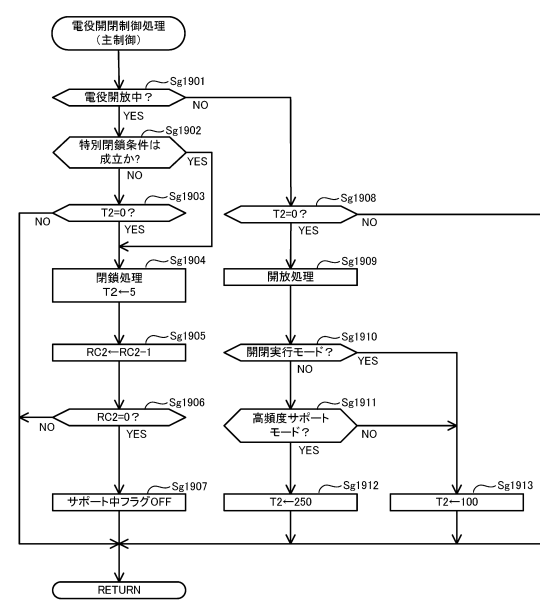 電役開閉制御処理
（主制御）
Sg1901
電役開放中？
NO
YES
Sg1902
特別閉鎖条件は
成立か?
YES
NO
Sg1903
T2=0？
NO
YES
Sg1908
T2=0？
NO
YES
Sg1904
閉鎖処理
T2←5
Sg1909
開放処理
Sg1905
RC2←RC2-1
Sg1910
開閉実行モード？
YES
NO
Sg1906
RC2=0？
NO
YES
Sg1911
高頻度サポート
モード？
NO
YES
Sg1907
サポート中フラグOFF
Sg1912
T2←250
Sg1913
T2←100
RETURN